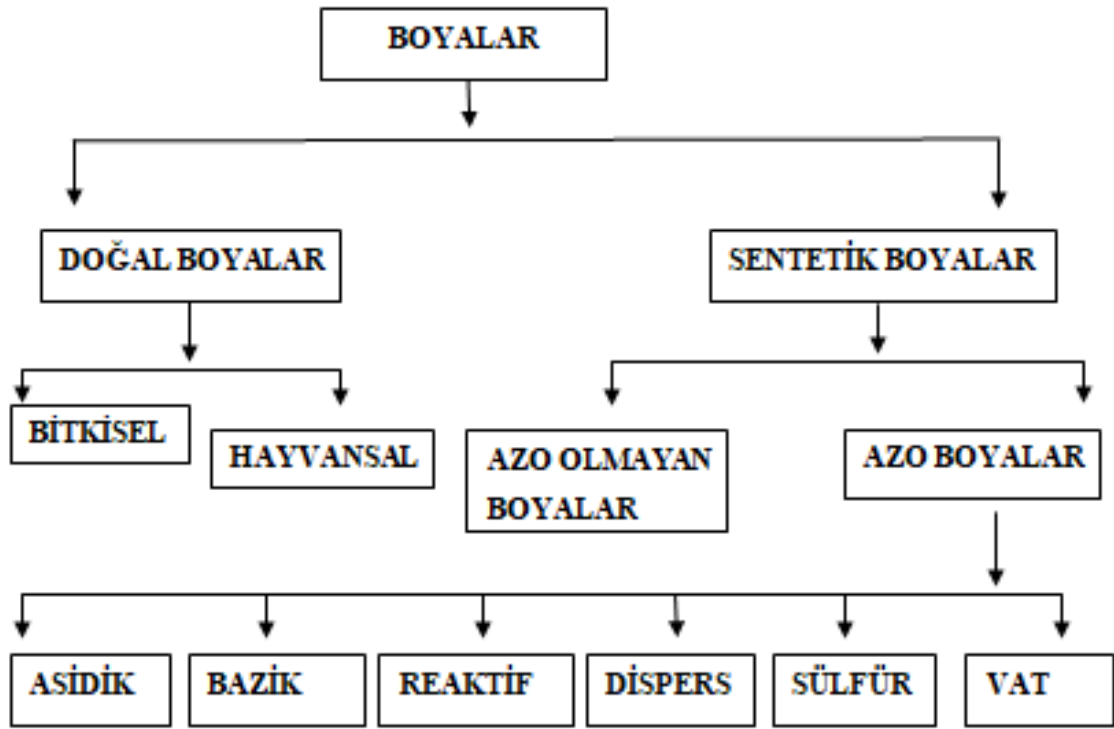 BOYALAR
DOĞAL BOYALAR
SENTETİK BOYALAR
BİTKİSEL
HAYVANSAL
AZO OLMAYAN
BOYALAR
AZO BOYALAR
ASİDİK
BAZİK
REAKTİF
DİSPERS
SÜLFÜR
VAT